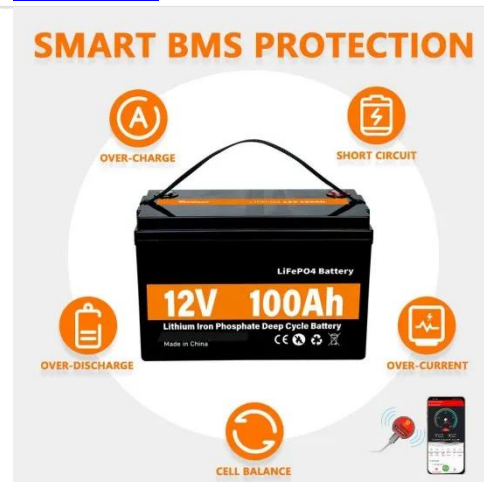 SMART BMS PROTECTION
A
OVER-CHARGE
SHORT CIRCUIT
LiFePO4 Battery
12V 100Ah
Lithium Iron Phosphate Deep Cycle Battery
Made in China
CE
OVER-DISCHARGE
OVER-CURRENT
CELL BALANCE